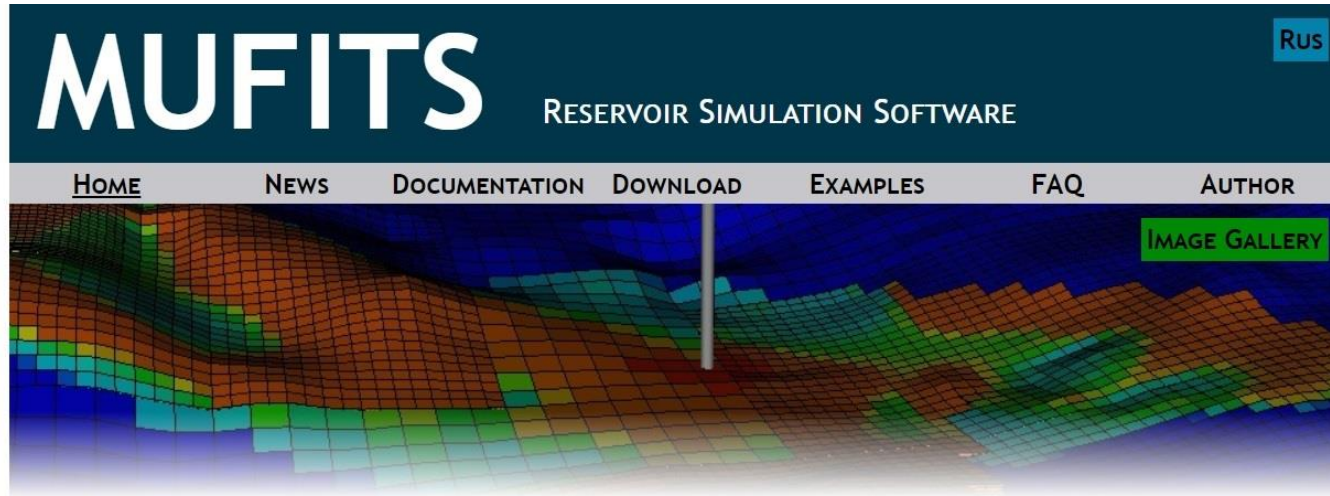 Rus
MUFITS Reservoir Simulation Software
Home News Documentation Download Examples FAQ Author
Image Gallery